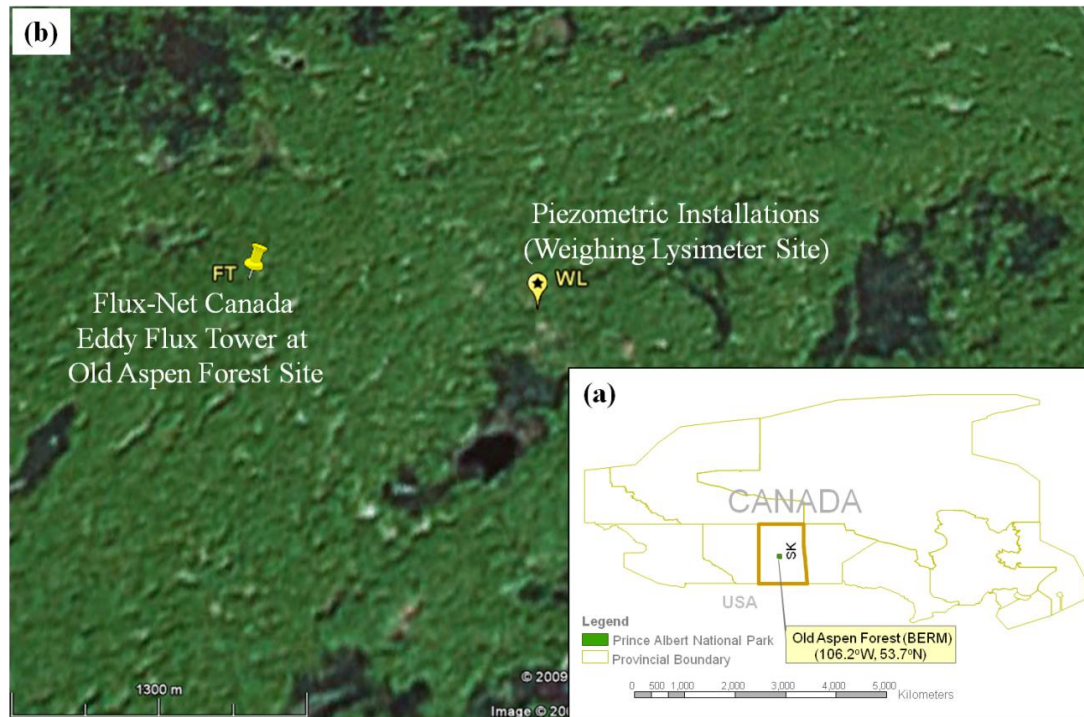 (b)
Piezometric Installations
(Weighing Lysimeter Site)
FT
WL
Flux-Net Canada
Eddy Flux Tower at
Old Aspen Forest Site
1300 m
© 2009
Image © 20
(a)
CANADA
SK
USA
Legend
Prince Albert National Park
Provincial Boundary
Old Aspen Forest (BERM)
(106.2°W, 53.7°N)
0 500 1,000 2,000 3,000 4,000 5,000 Kilometers